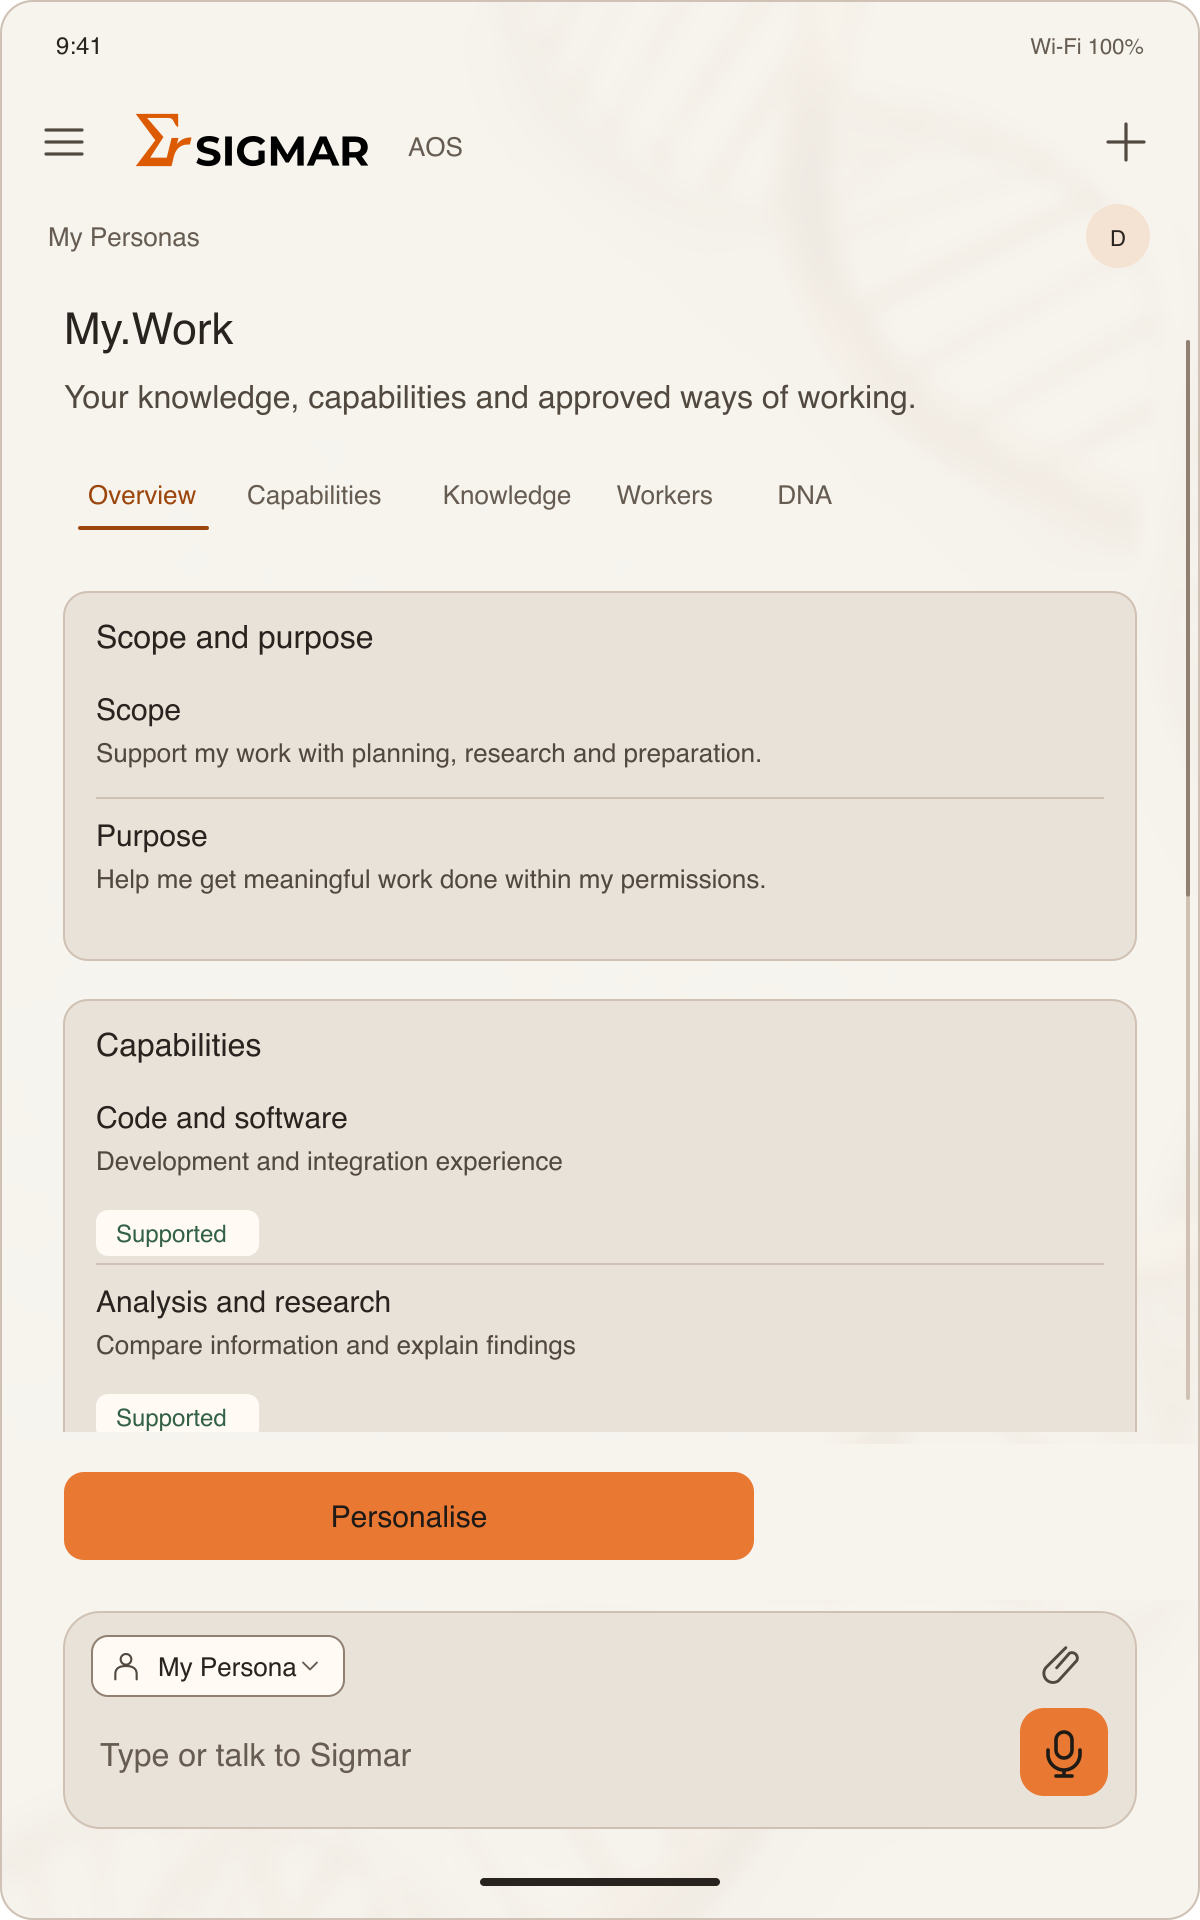 9:41
Wi-Fi 100%
Σr SIGMAR AOS
My Personas
D
My.Work
Your knowledge, capabilities and approved ways of working.
Overview Capabilities Knowledge Workers DNA
Scope and purpose
Scope
Support my work with planning, research and preparation.
Purpose
Help me get meaningful work done within my permissions.
Capabilities
Code and software
Development and integration experience
Supported
Analysis and research
Compare information and explain findings
Supported
Personalise
My Persona
Type or talk to Sigmar